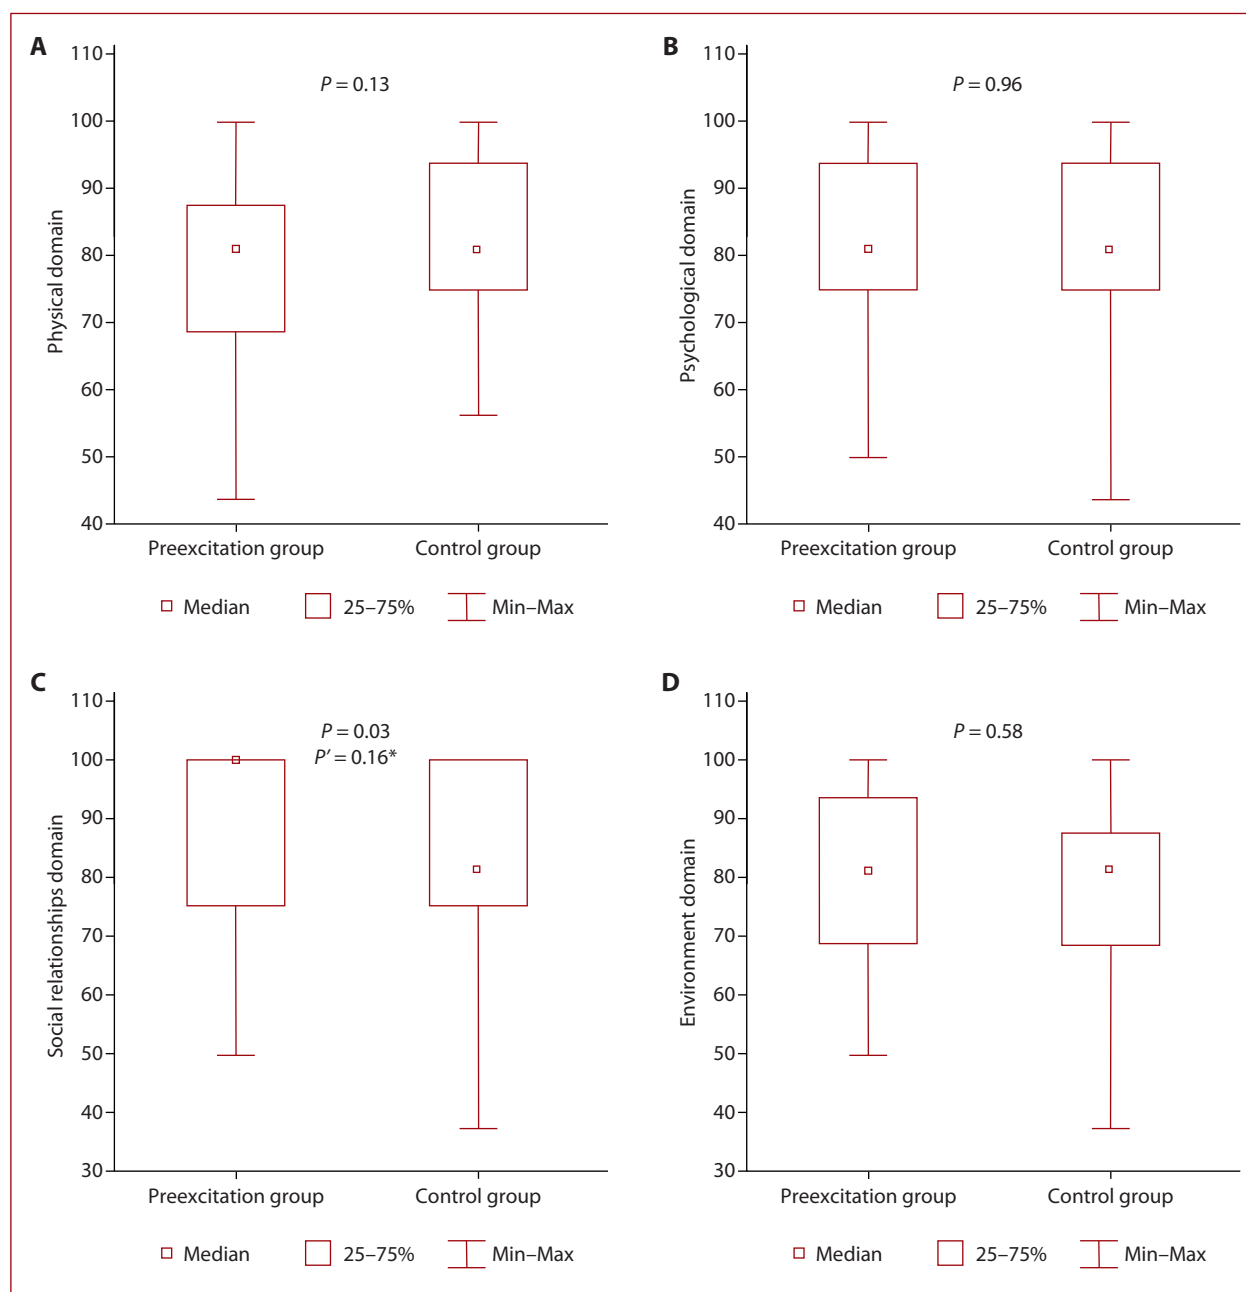 A
P = 0.13
Physical domain
110
100
90
80
70
60
50
40
Preexcitation group Control group
Median 25–75% Min–Max
B
P = 0.96
Psychological domain
110
100
90
80
70
60
50
40
Preexcitation group Control group
Median 25–75% Min–Max
C
P = 0.03
P′ = 0.16*
Social relationships domain
110
100
90
80
70
60
50
40
30
Preexcitation group Control group
Median 25–75% Min–Max
D
P = 0.58
Environment domain
110
100
90
80
70
60
50
40
30
Preexcitation group Control group
Median 25–75% Min–Max